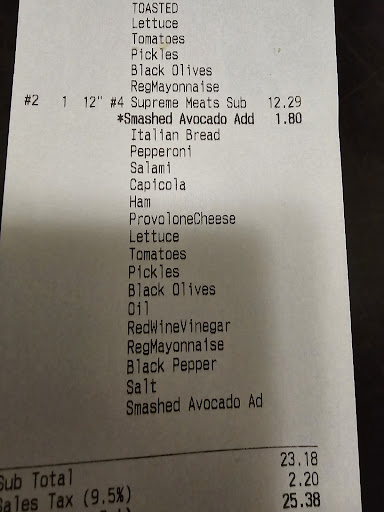 TOASTED
Lettuce
Tomatoes
Pickles
Black Olives
RegMayonnaise
#2 1 12" #4 Supreme Meats Sub 12.29
*Smashed Avocado Add 1.80
Italian Bread
Pepperoni
Salami
Capicola
Ham
ProvoloneCheese
Lettuce
Tomatoes
Pickles
Black Olives
Oil
RedWineVinegar
RegMayonnaise
Black Pepper
Salt
Smashed Avocado Ad
Sub Total 23.18
Sales Tax (9.5%) 2.20
25.38